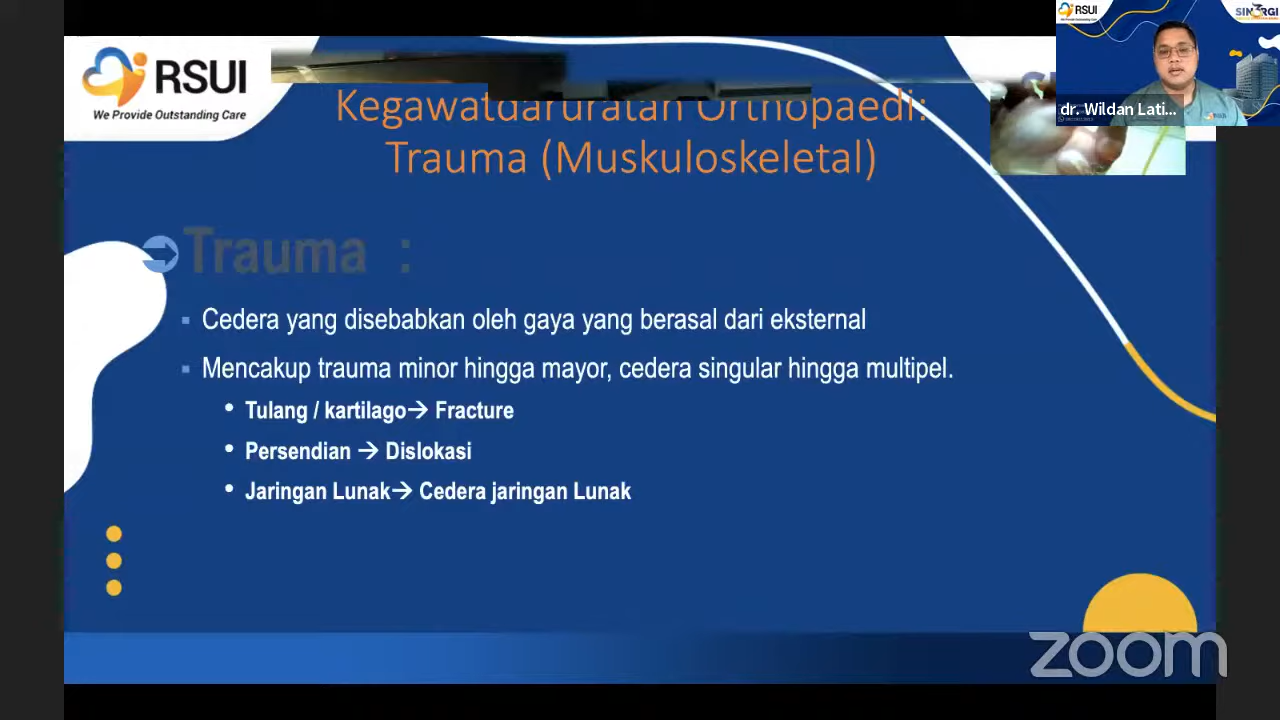 RSUI
We Provide Outstanding Care
Kegawatdaruratan Orthopaedi:
Trauma (Muskuloskeletal)
RSUI
SINERGI
dr. Wildan Lati...
Trauma :
Cedera yang disebabkan oleh gaya yang berasal dari eksternal
Mencakup trauma minor hingga mayor, cedera singular hingga multipel.
Tulang / kartilago→ Fracture
Persendian → Dislokasi
Jaringan Lunak→ Cedera jaringan Lunak
zoom